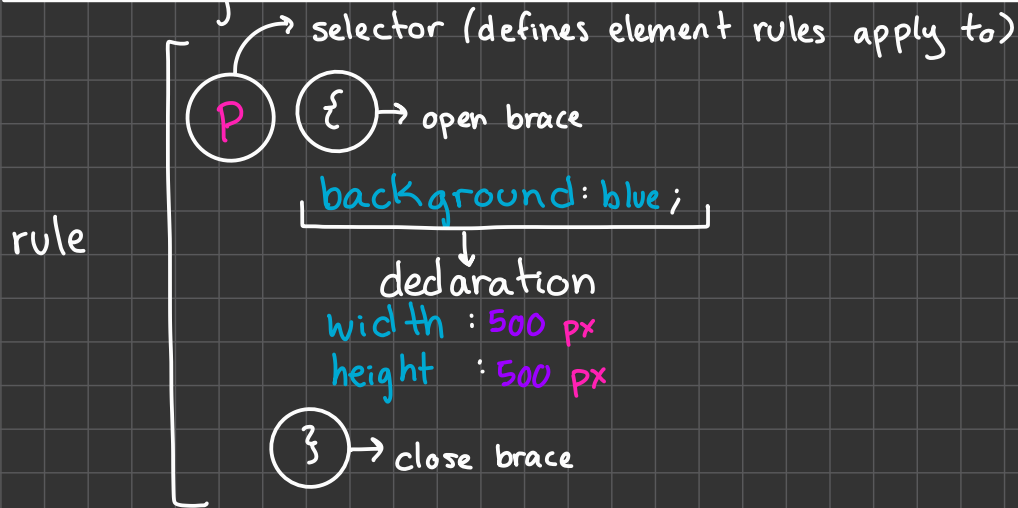 selector (defines element rules apply to)
p { → open brace
background: blue;
rule
declaration
width : 500 px
height : 500 px
} → close brace